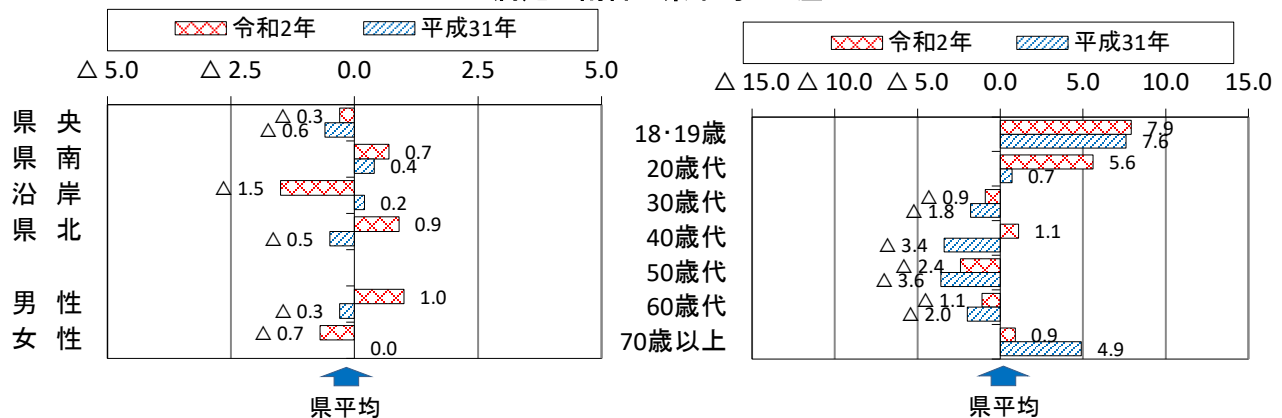 令和2年 平成31年
△ 5.0 △ 2.5 0.0 2.5 5.0
県 央 △ 0.3
△ 0.6
県 南 0.7
0.4
沿 岸 △ 1.5
0.2
県 北 0.9
△ 0.5
男 性 1.0
△ 0.3
女 性 △ 0.7
0.0
県平均
令和2年 平成31年
△ 15.0 △ 10.0 △ 5.0 0.0 5.0 10.0 15.0
18・19歳 7.9
7.6
20歳代 5.6
0.7
30歳代 △ 0.9
△ 1.8
40歳代 1.1
△ 3.4
50歳代 △ 2.4
△ 3.6
60歳代 △ 1.1
△ 2.0
70歳以上 0.9
4.9
県平均